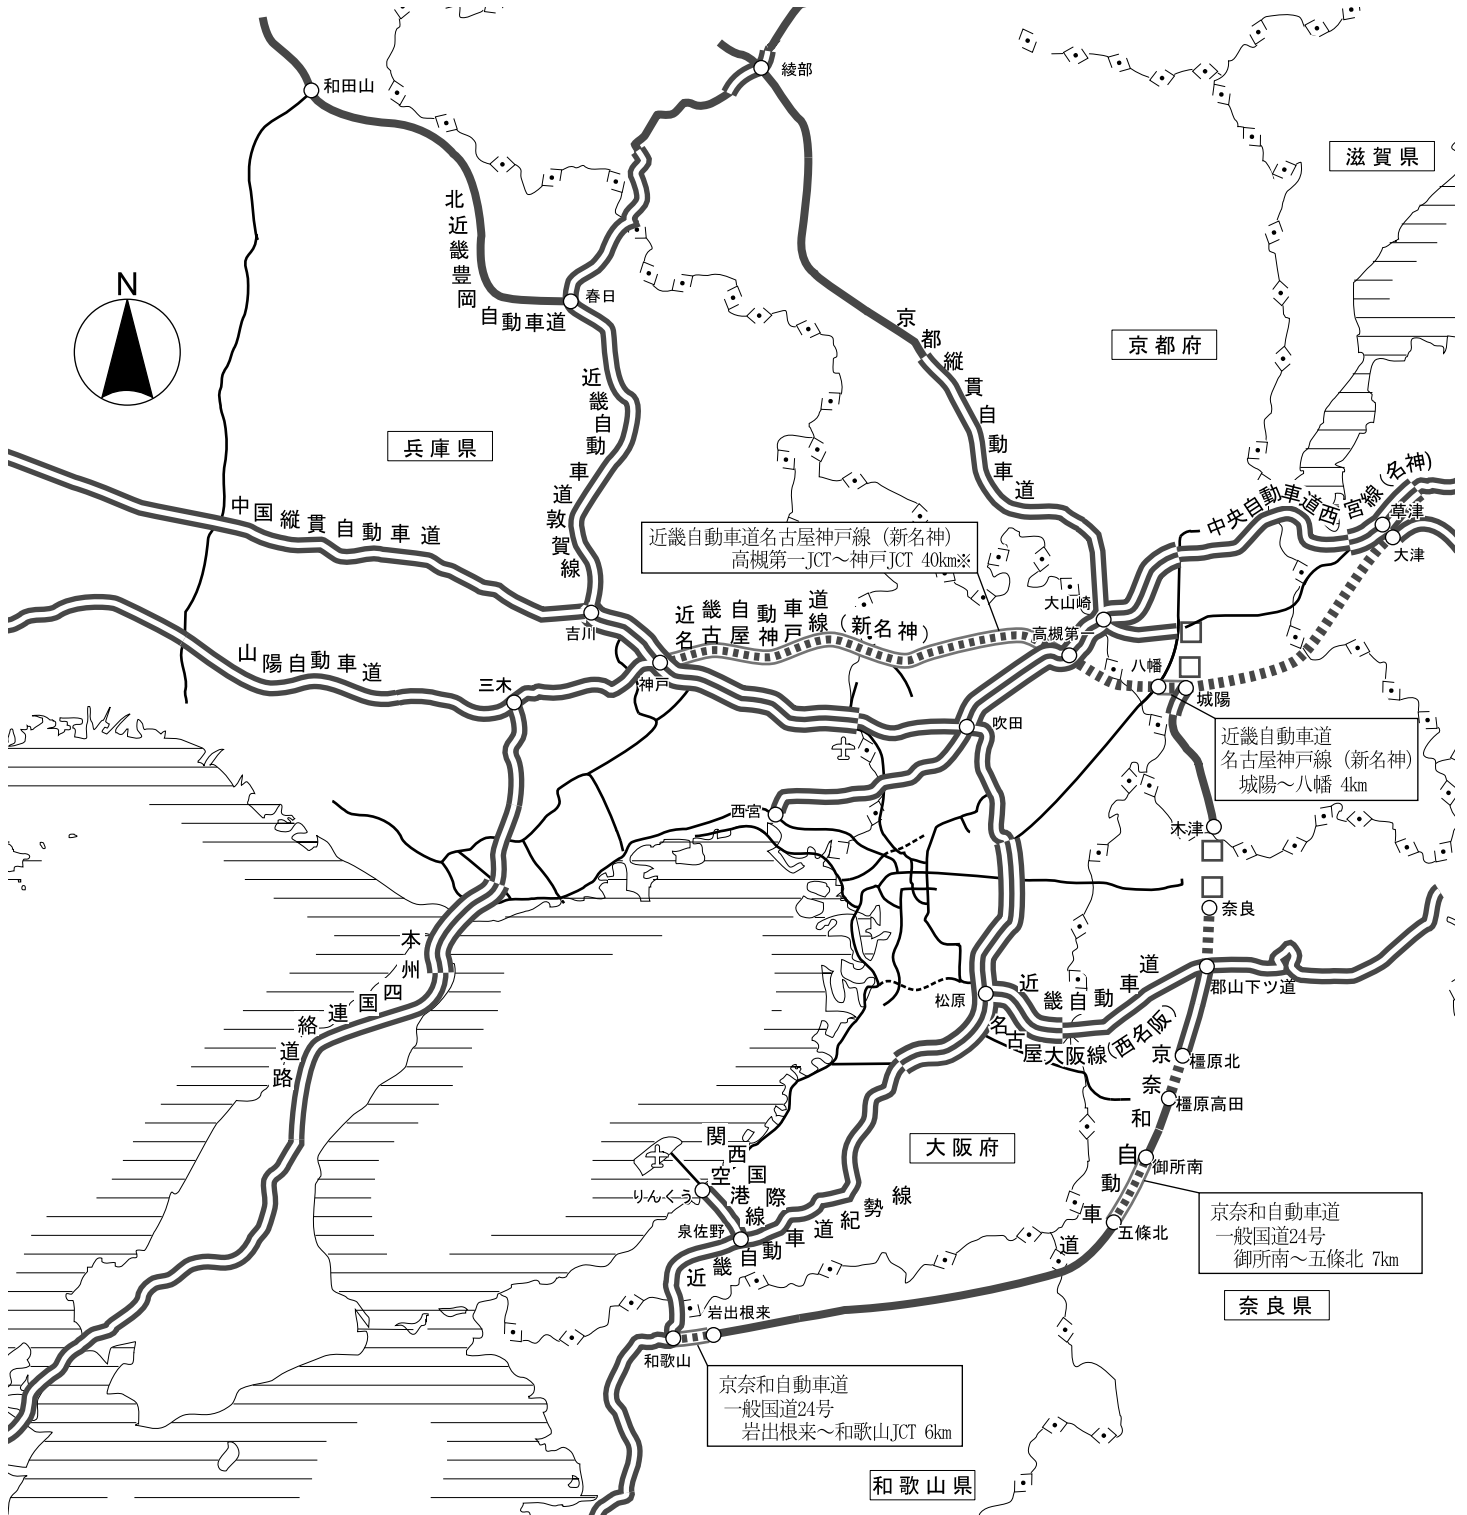 綾部
和田山
滋賀県
北近畿豊岡自動車道
N
春日
京都縦貫自動車道
京都府
近畿自動車道敦賀線
兵庫県
中央自動車道西宮線(名神)
草津
大津
中国縦貫自動車道
近畿自動車道名古屋神戸線（新名神）
高槻第一JCT～神戸JCT 40km※
大山崎
吉川
近畿自動車道
名古屋神戸線(新名神)
高槻第一
山陽自動車道
三木
神戸
八幡
城陽
吹田
近畿自動車道
名古屋神戸線（新名神）
城陽～八幡 4km
西宮
木津
奈良
本州四国連絡道路
松原
近畿自動車道
名古屋大阪線(西名阪)
郡山下ツ道
橿原北
橿原高田
京奈和自動車道
大阪府
関西国際空港線
りんくう
御所南
泉佐野
近畿自動車道紀勢線
五條北
京奈和自動車道
一般国道24号
御所南～五條北 7km
奈良県
岩出根来
和歌山
京奈和自動車道
一般国道24号
岩出根来～和歌山JCT 6km
和歌山県